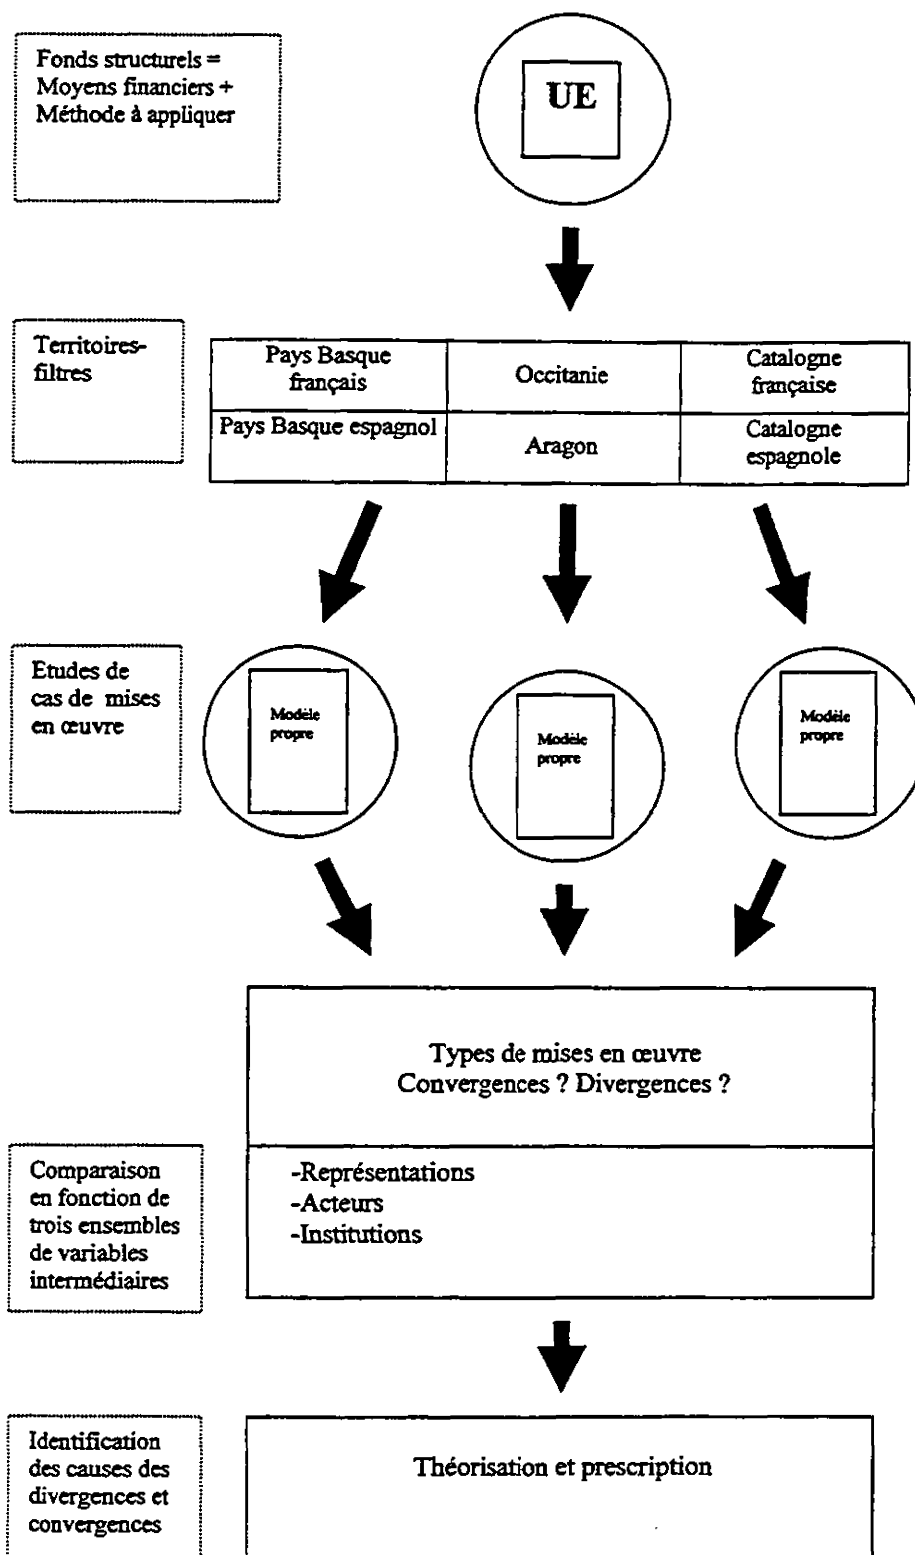 Fonds structurels =
Moyens financiers +
Méthode à appliquer
UE
Territoires-
filtres
Pays Basque
français
Occitanie
Catalogne
française
Pays Basque espagnol
Aragon
Catalogne
espagnole
Etudes de
cas de mises
en œuvre
Modèle
propre
Modèle
propre
Modèle
propre
Types de mises en œuvre
Convergences ? Divergences ?
Comparaison
en fonction de
trois ensembles
de variables
intermédiaires
-Représentations
-Acteurs
-Institutions
Identification
des causes des
divergences et
convergences
Théorisation et prescription